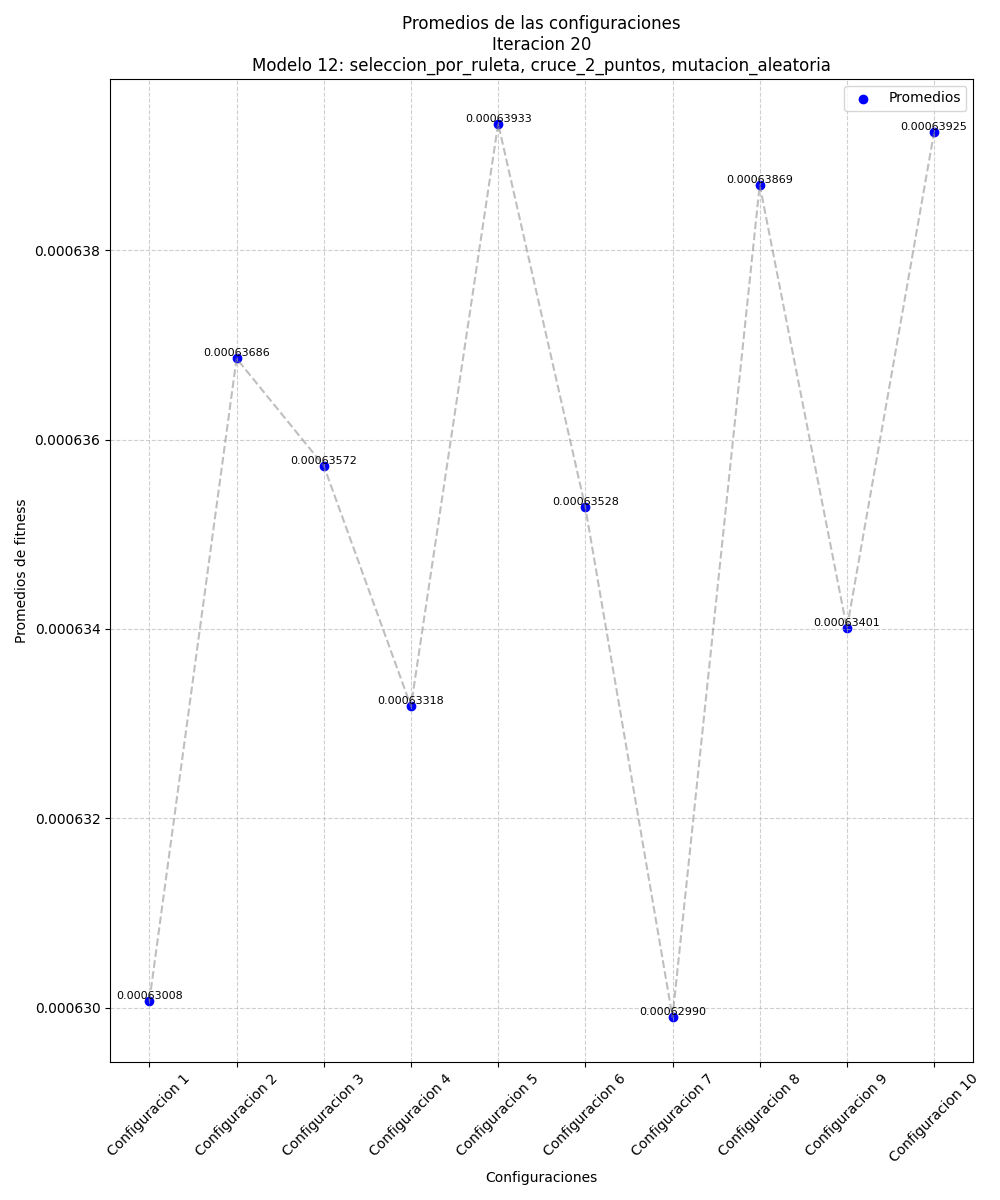 Promedios de las configuraciones
Iteracion 20
Modelo 12: seleccion_por_ruleta, cruce_2_puntos, mutacion_aleatoria
Promedios
0.00063933
0.00063925
0.00063869
0.000638
0.00063686
0.000636
0.00063572
0.00063528
0.000634
0.00063401
0.00063318
0.000632
0.000630
0.00063008
0.00062990
Promedios de fitness
Configuracion 1
Configuracion 2
Configuracion 3
Configuracion 4
Configuracion 5
Configuracion 6
Configuracion 7
Configuracion 8
Configuracion 9
Configuracion 10
Configuraciones